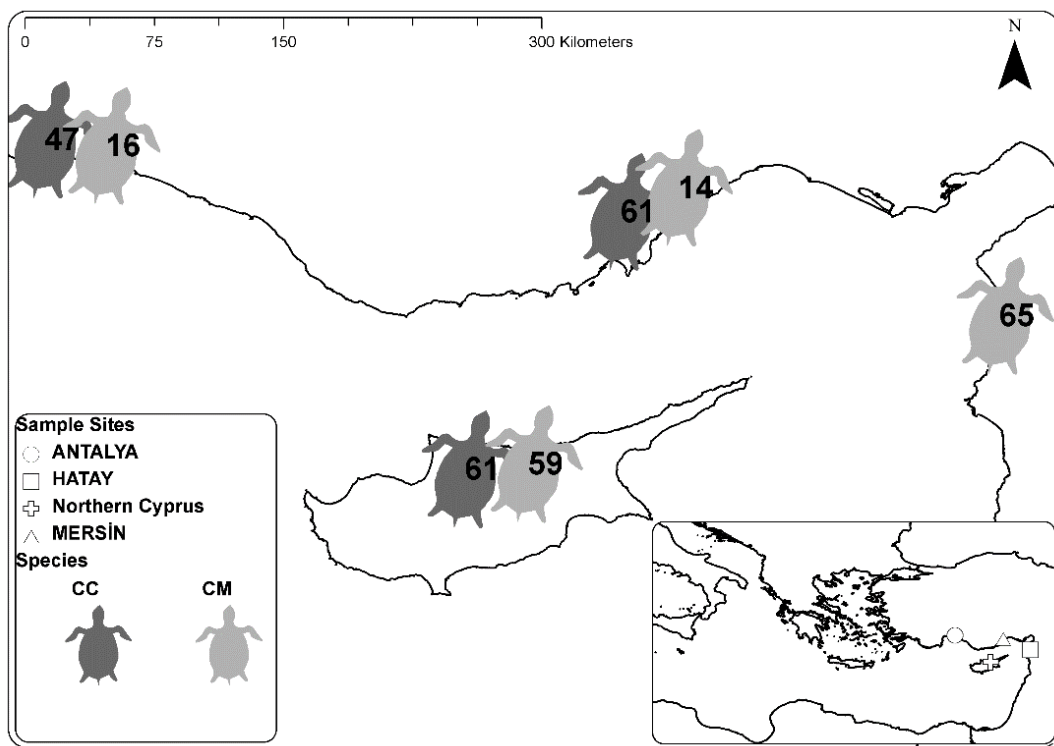 0 75 150 300 Kilometers
N
47 16
61 14
65
61 59
Sample Sites
ANTALYA
HATAY
Northern Cyprus
MERSİN
Species
CC CM